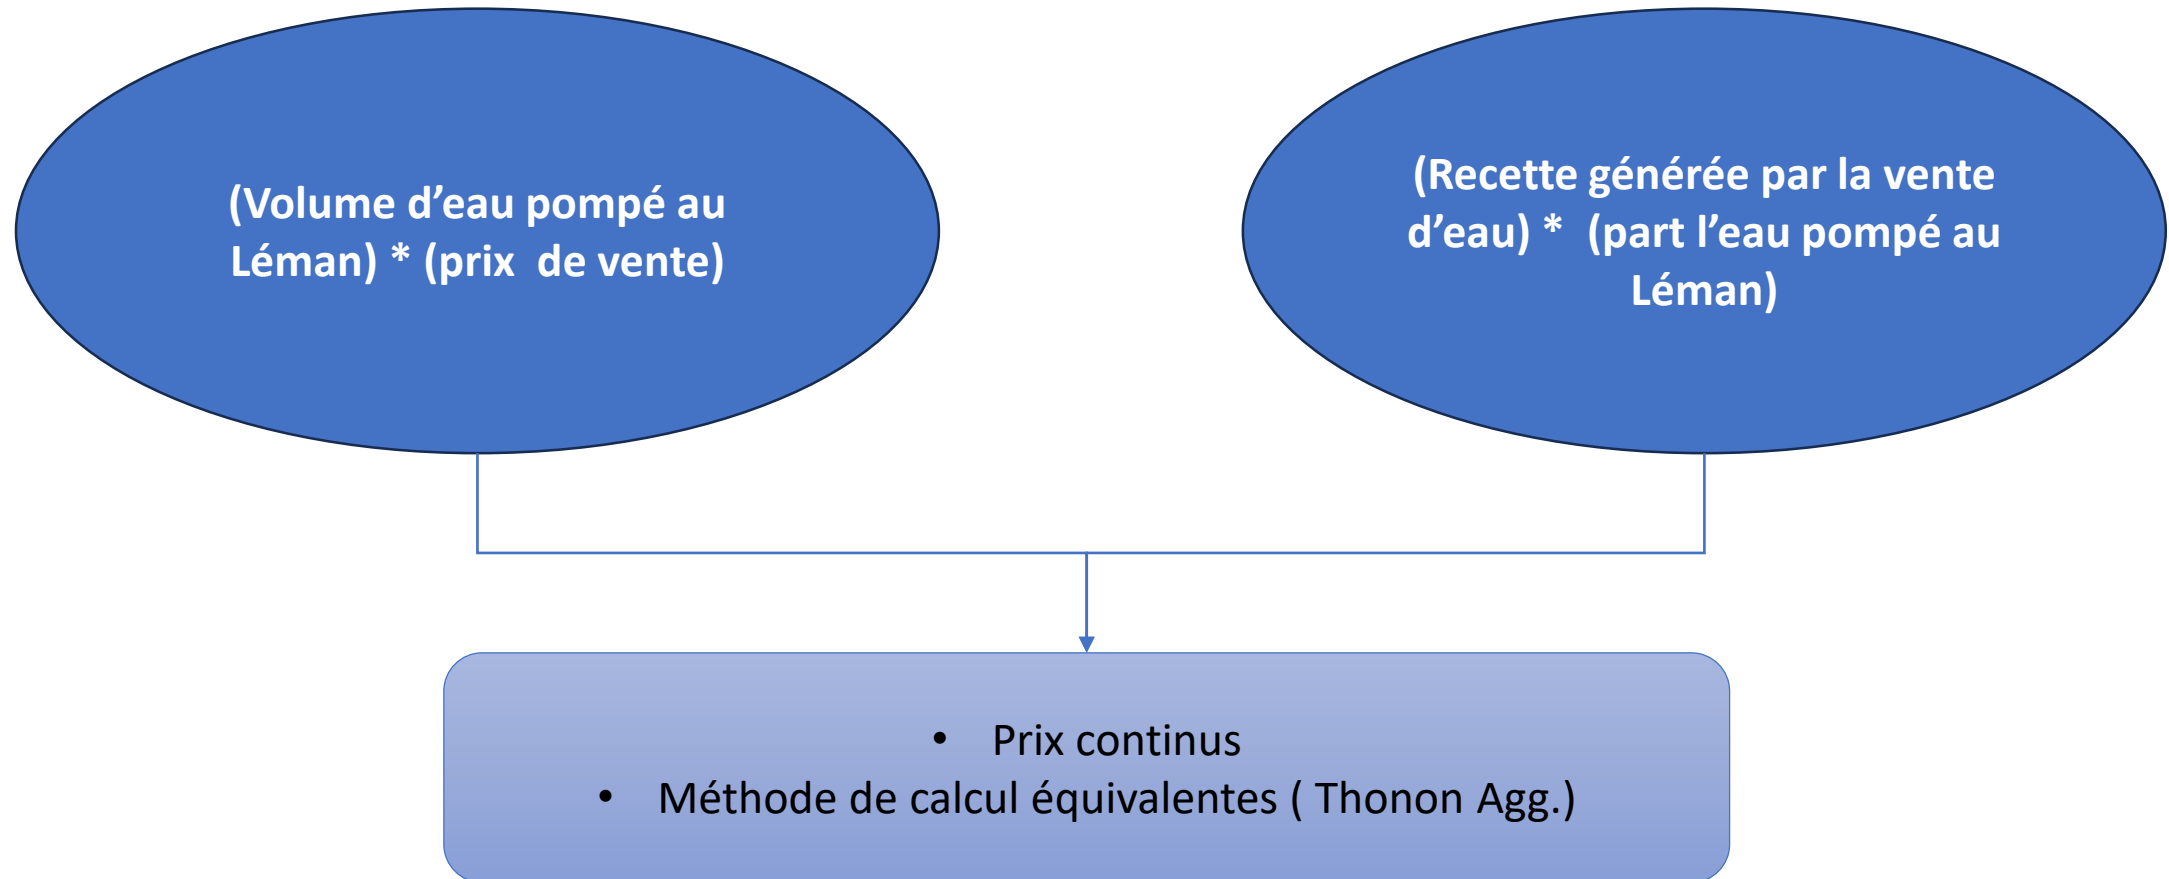 (Volume d’eau pompé au
Léman) * (prix  de vente)
(Recette générée par la vente
d’eau) *  (part l’eau pompé au
Léman)
• Prix continus
• Méthode de calcul équivalentes ( Thonon Agg.)